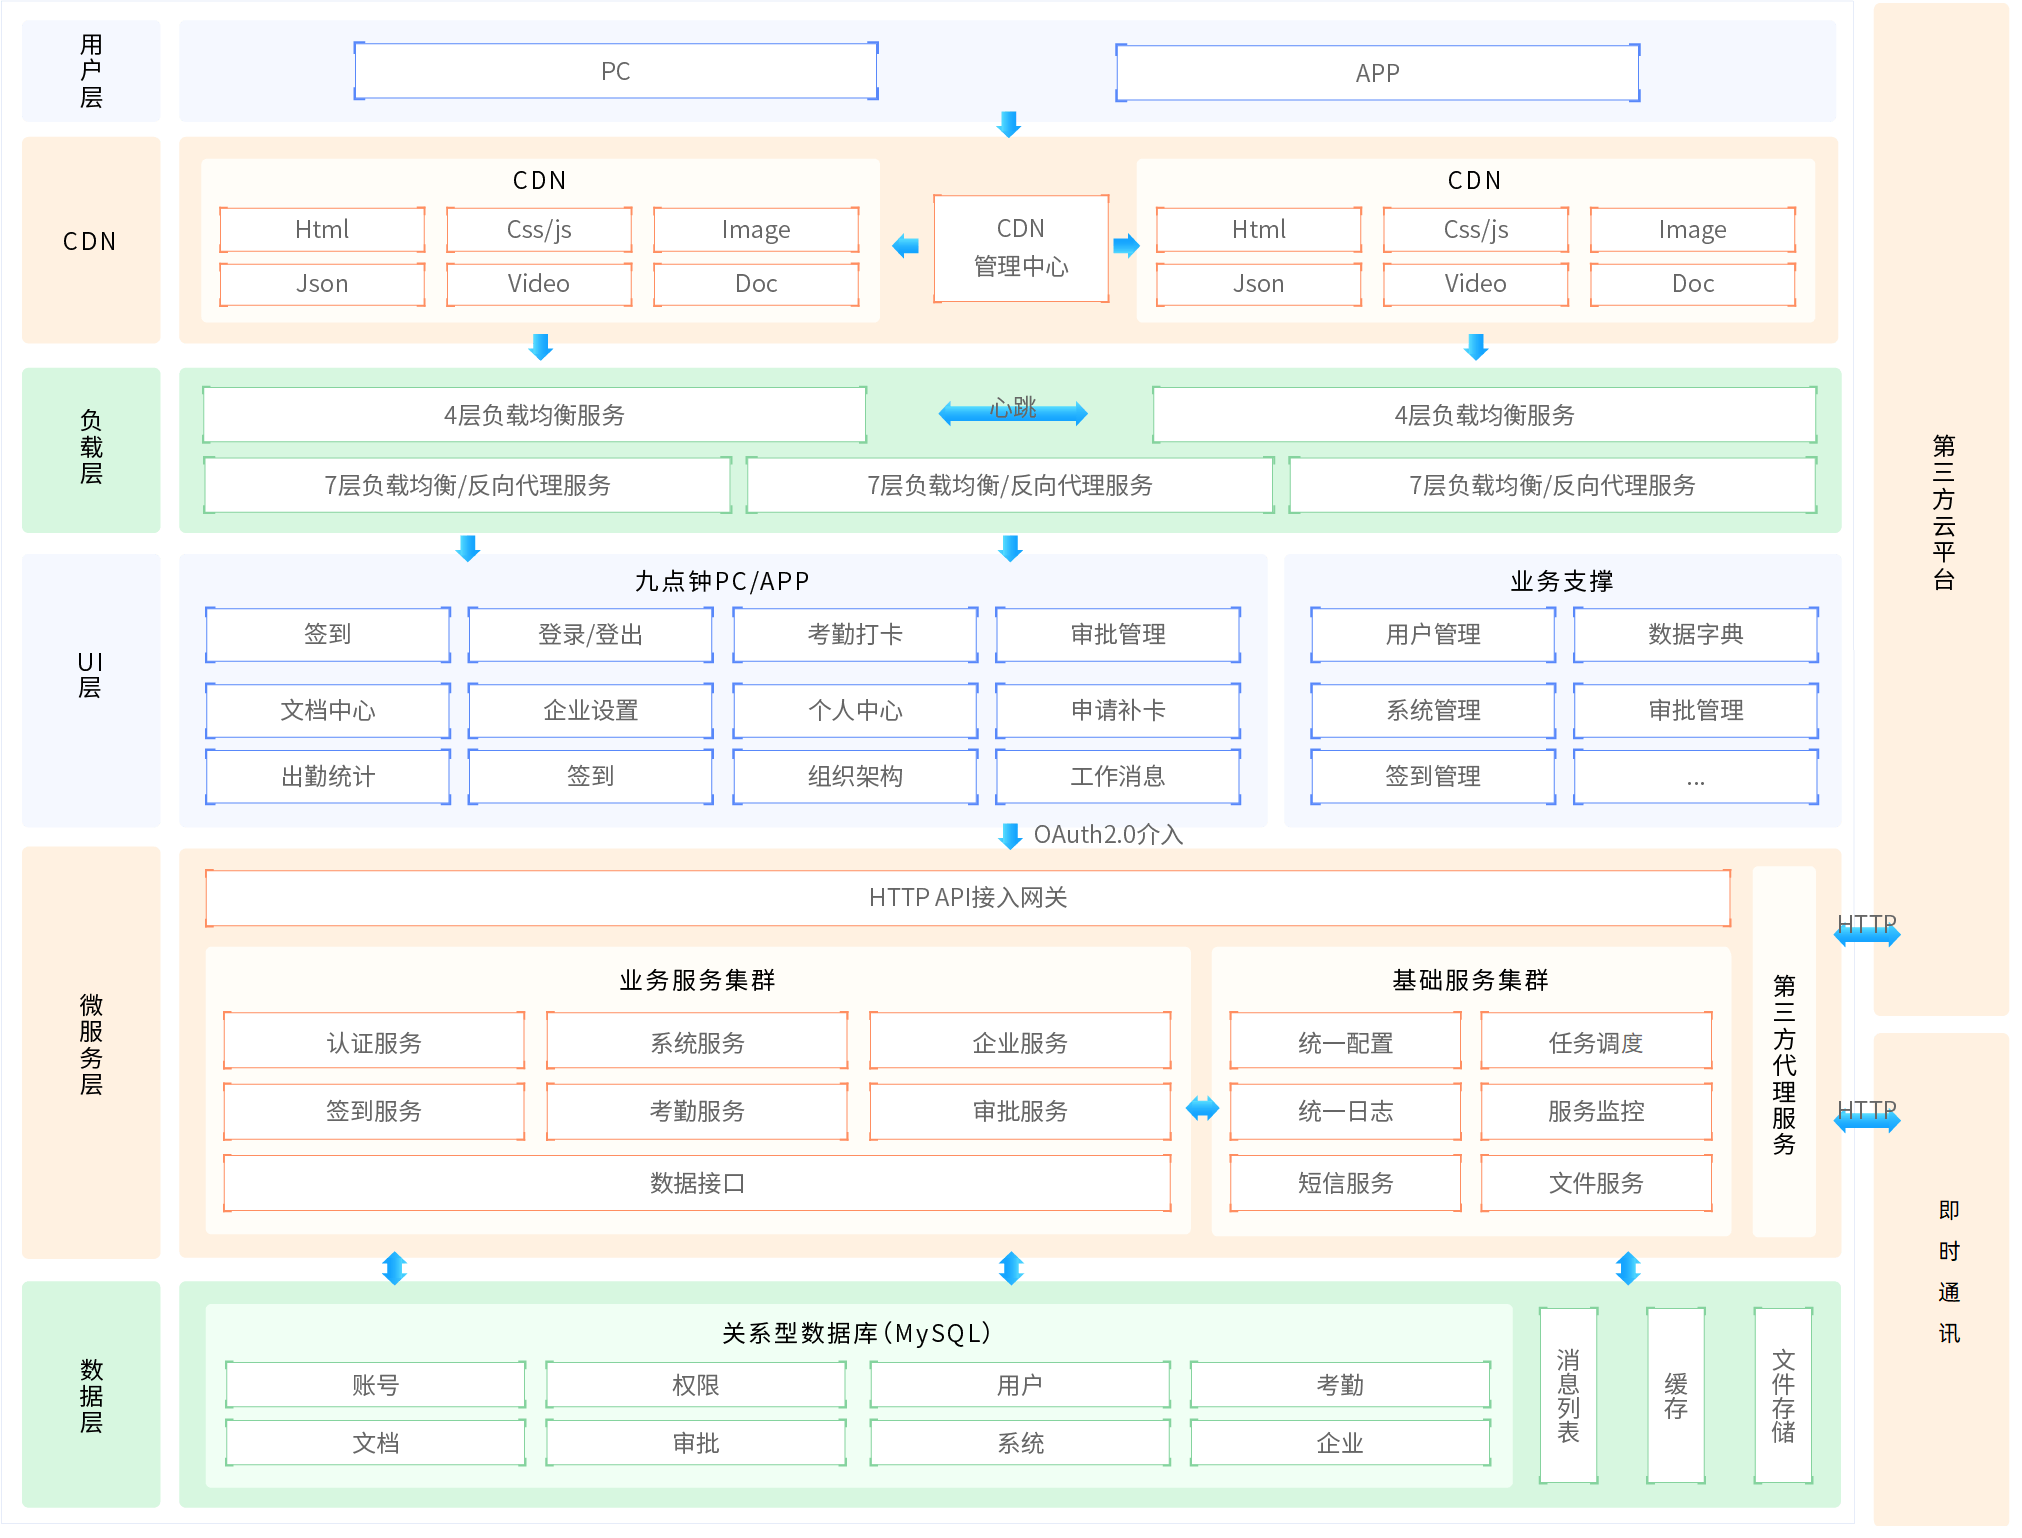 用户层
PC
APP
CDN
CDN
Html
Css/js
Image
Json
Video
Doc
CDN
管理中心
CDN
Html
Css/js
Image
Json
Video
Doc
负载层
4层负载均衡服务
心跳
4层负载均衡服务
7层负载均衡/反向代理服务
7层负载均衡/反向代理服务
7层负载均衡/反向代理服务
UI
层
九点钟PC/APP
签到
登录/登出
考勤打卡
审批管理
文档中心
企业设置
个人中心
申请补卡
出勤统计
签到
组织架构
工作消息
业务支撑
用户管理
数据字典
系统管理
审批管理
签到管理
...
OAuth2.0介入
微服务层
HTTP API接入网关
业务服务集群
认证服务
系统服务
企业服务
签到服务
考勤服务
审批服务
数据接口
基础服务集群
统一配置
任务调度
统一日志
服务监控
短信服务
文件服务
第三方代理服务
HTTP
HTTP
数据层
关系型数据库(MySQL)
账号
权限
用户
考勤
文档
审批
系统
企业
消息列表
缓存
文件存储
第三方云平台
即时通讯